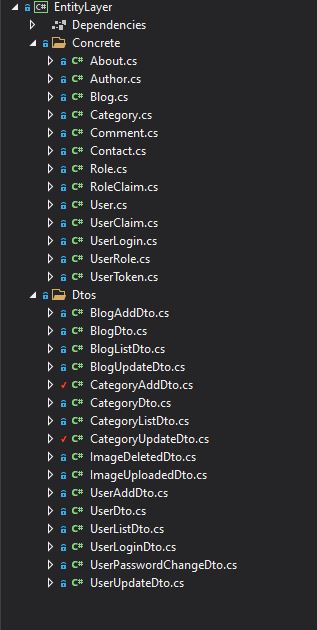 C# EntityLayer
Dependencies
Concrete
C# About.cs
C# Author.cs
C# Blog.cs
C# Category.cs
C# Comment.cs
C# Contact.cs
C# Role.cs
C# RoleClaim.cs
C# User.cs
C# UserClaim.cs
C# UserLogin.cs
C# UserRole.cs
C# UserToken.cs
Dtos
C# BlogAddDto.cs
C# BlogDto.cs
C# BlogListDto.cs
C# BlogUpdateDto.cs
C# CategoryAddDto.cs
C# CategoryDto.cs
C# CategoryListDto.cs
C# CategoryUpdateDto.cs
C# ImageDeletedDto.cs
C# ImageUploadedDto.cs
C# UserAddDto.cs
C# UserDto.cs
C# UserListDto.cs
C# UserLoginDto.cs
C# UserPasswordChangeDto.cs
C# UserUpdateDto.cs